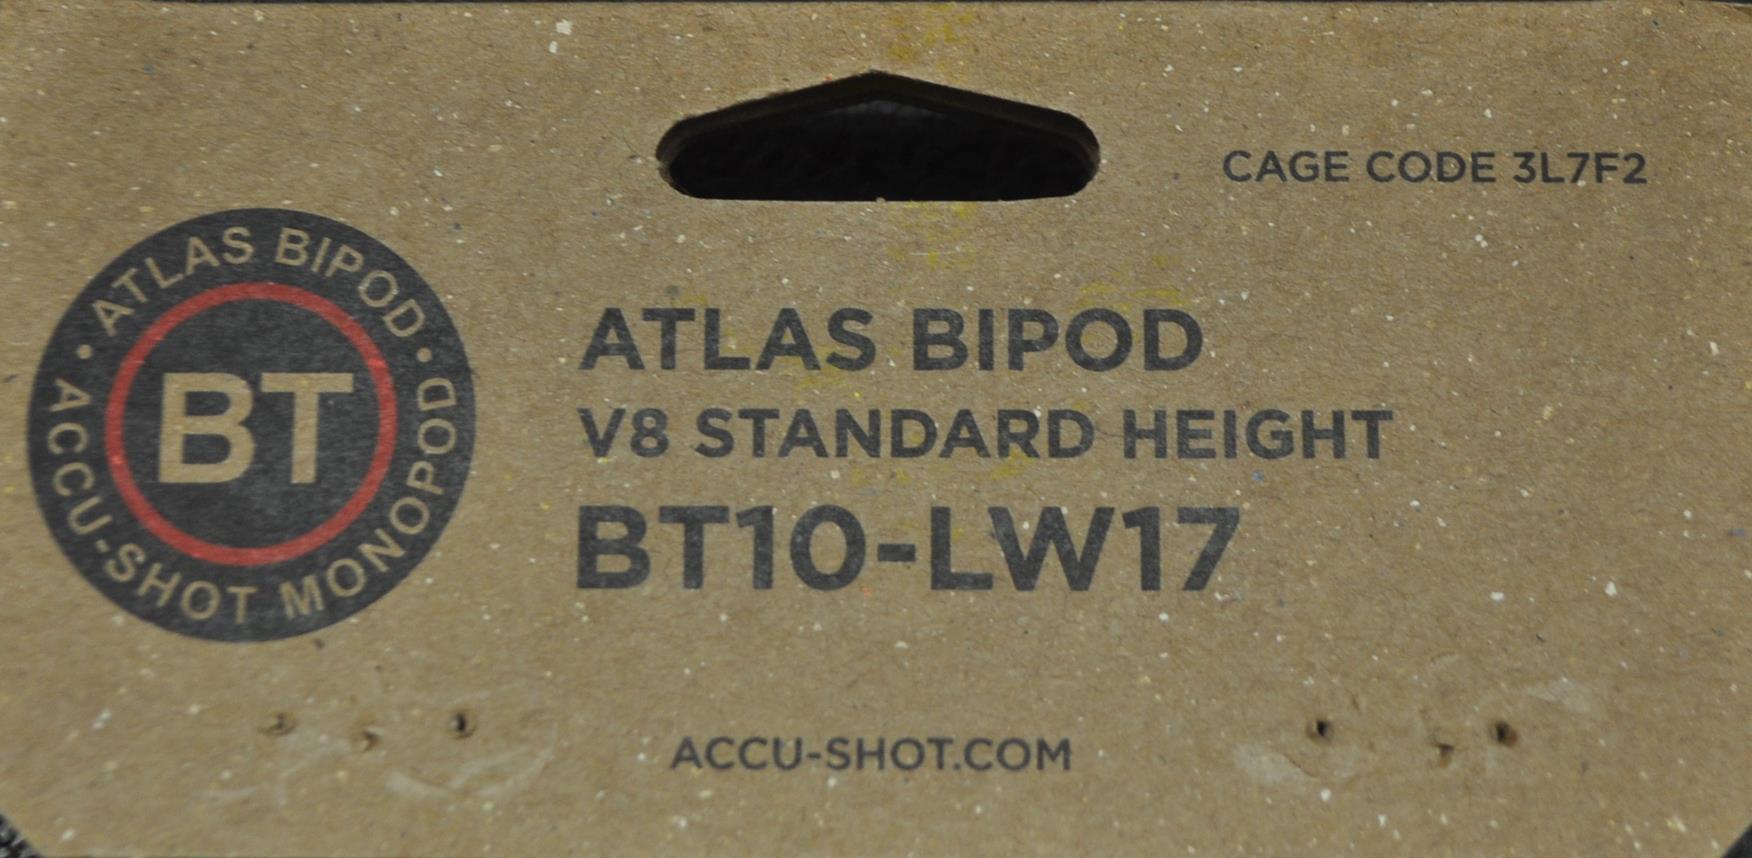 CAGE CODE 3L7F2
• ATLAS BIPOD •
ACCU-SHOT MONOPOD
BT
ATLAS BIPOD
V8 STANDARD HEIGHT
BT10-LW17
ACCU-SHOT.COM